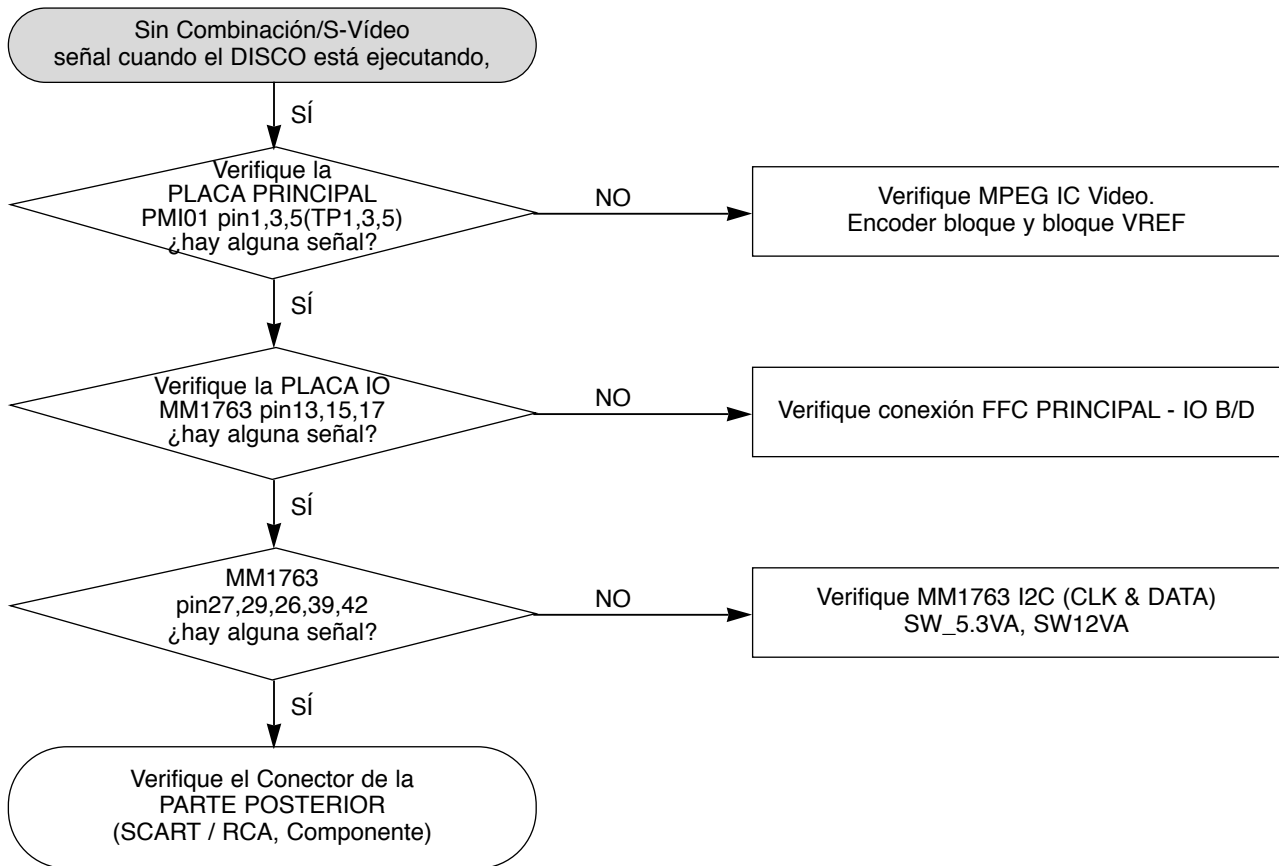 Sin Combinación/S-Vídeo
señal cuando el DISCO está ejecutando,
SÍ
Verifique la
PLACA PRINCIPAL
PMI01 pin1,3,5(TP1,3,5)
¿hay alguna señal?
NO
Verifique MPEG IC Video.
Encoder bloque y bloque VREF
SÍ
Verifique la PLACA IO
MM1763 pin13,15,17
¿hay alguna señal?
NO
Verifique conexión FFC PRINCIPAL - IO B/D
SÍ
MM1763
pin27,29,26,39,42
¿hay alguna señal?
NO
Verifique MM1763 I2C (CLK & DATA)
SW_5.3VA, SW12VA
SÍ
Verifique el Conector de la
PARTE POSTERIOR
(SCART / RCA, Componente)